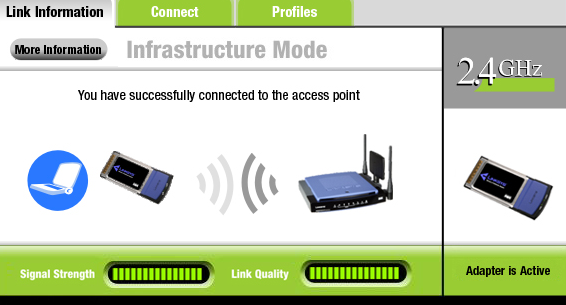 Link Information
Connect
Profiles
More Information
Infrastructure Mode
2.4GHz
You have successfully connected to the access point
Signal Strength
Link Quality
Adapter is Active